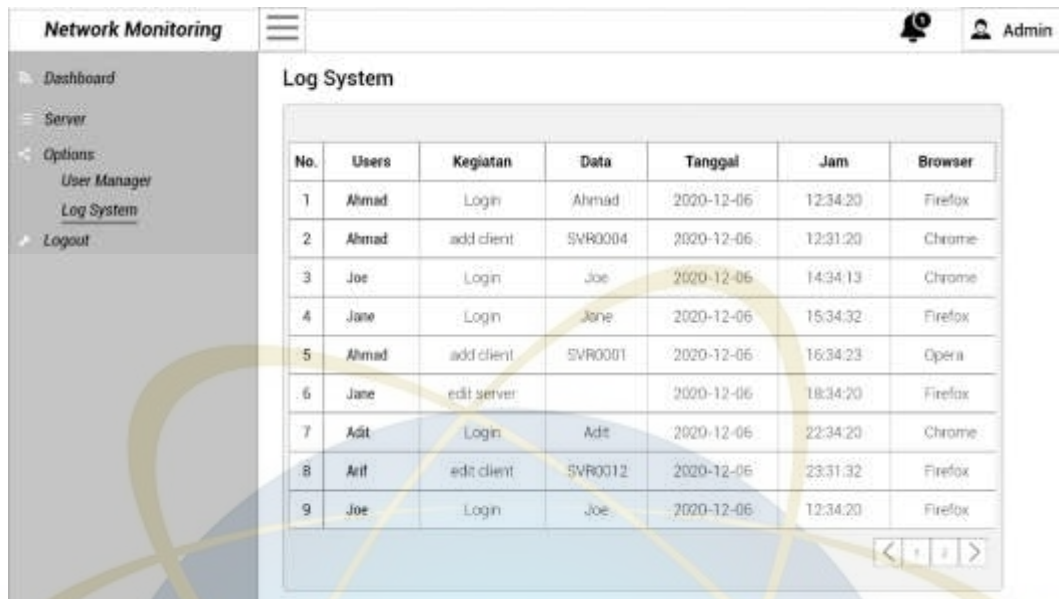 Network Monitoring
Admin
Dashboard
Server
Options
User Manager
Log System
Logout
Log System
No. Users Kegiatan Data Tanggal Jam Browser
1 Ahmad Login Ahmad 2020-12-06 12:34:20 Firefox
2 Ahmad add client SVR0004 2020-12-06 12:31:20 Chrome
3 Joe Login Joe 2020-12-06 14:34:13 Chrome
4 Jane Login Jane 2020-12-06 15:34:32 Firefox
5 Ahmad add client SVR0001 2020-12-06 16:34:23 Opera
6 Jane edit server 2020-12-06 18:34:20 Firefox
7 Adit Login Adit 2020-12-06 22:34:20 Chrome
8 Arif edit client SVR0012 2020-12-06 23:31:32 Firefox
9 Joe Login Joe 2020-12-06 12:34:20 Firefox
1 2